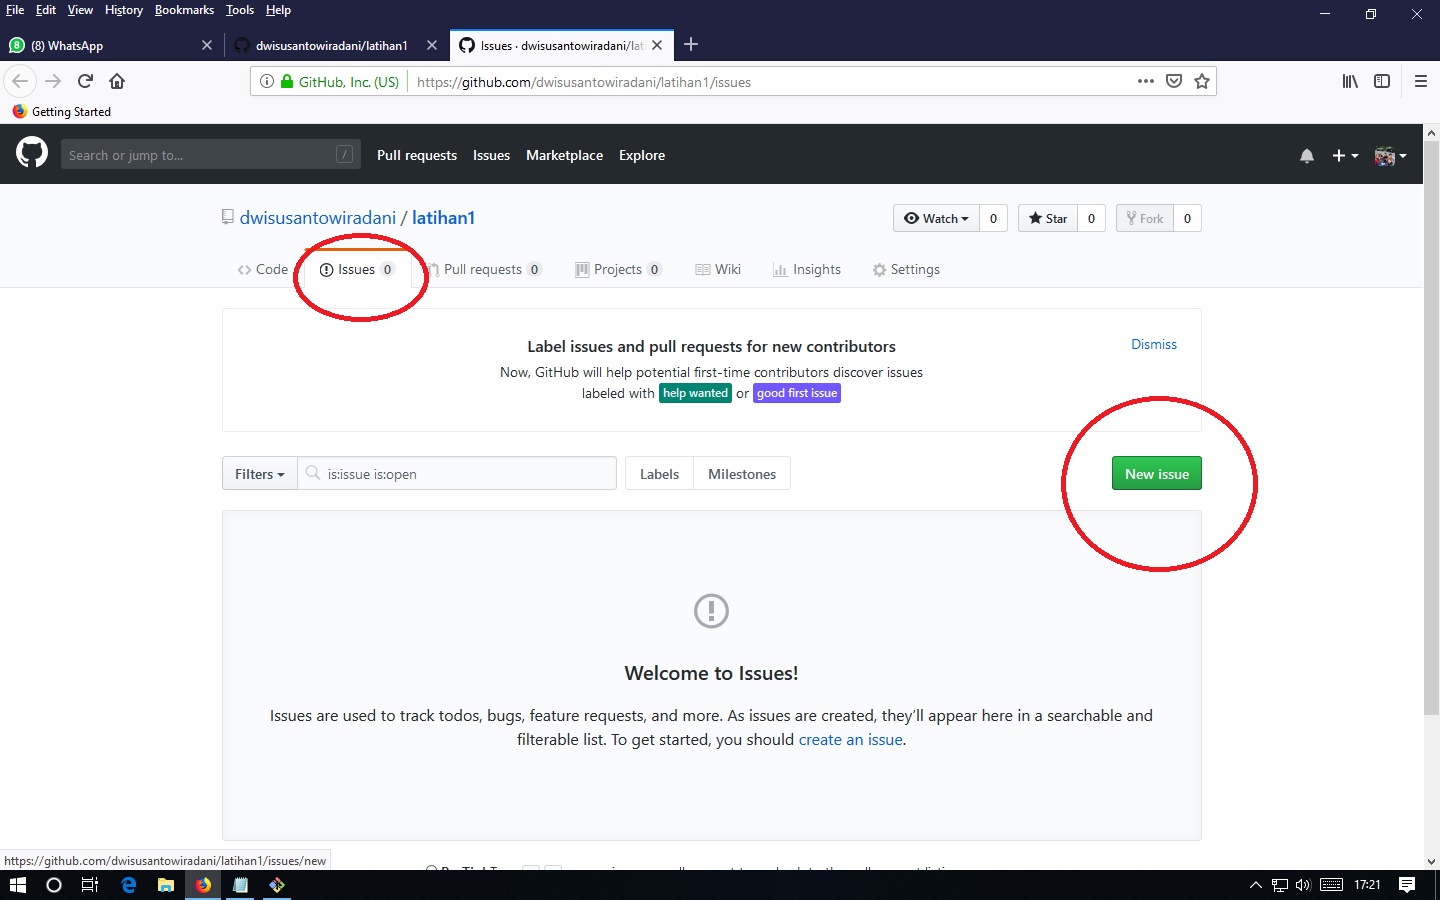 File Edit View History Bookmarks Tools Help
(8) WhatsApp
dwisusantowiradani/latihan1
Issues · dwisusantowiradani/lati
GitHub, Inc. (US)
https://github.com/dwisusantowiradani/latihan1/issues
Getting Started
Search or jump to... /
Pull requests Issues Marketplace Explore
dwisusantowiradani / latihan1
Watch 0 Star 0 Fork 0
Code Issues 0 Pull requests 0 Projects 0 Wiki Insights Settings
Label issues and pull requests for new contributors
Dismiss
Now, GitHub will help potential first-time contributors discover issues
labeled with help wanted or good first issue
Filters is:issue is:open Labels Milestones New issue
Welcome to Issues!
Issues are used to track todos, bugs, feature requests, and more. As issues are created, they’ll appear here in a searchable and
filterable list. To get started, you should create an issue.
https://github.com/dwisusantowiradani/latihan1/issues/new
17:21